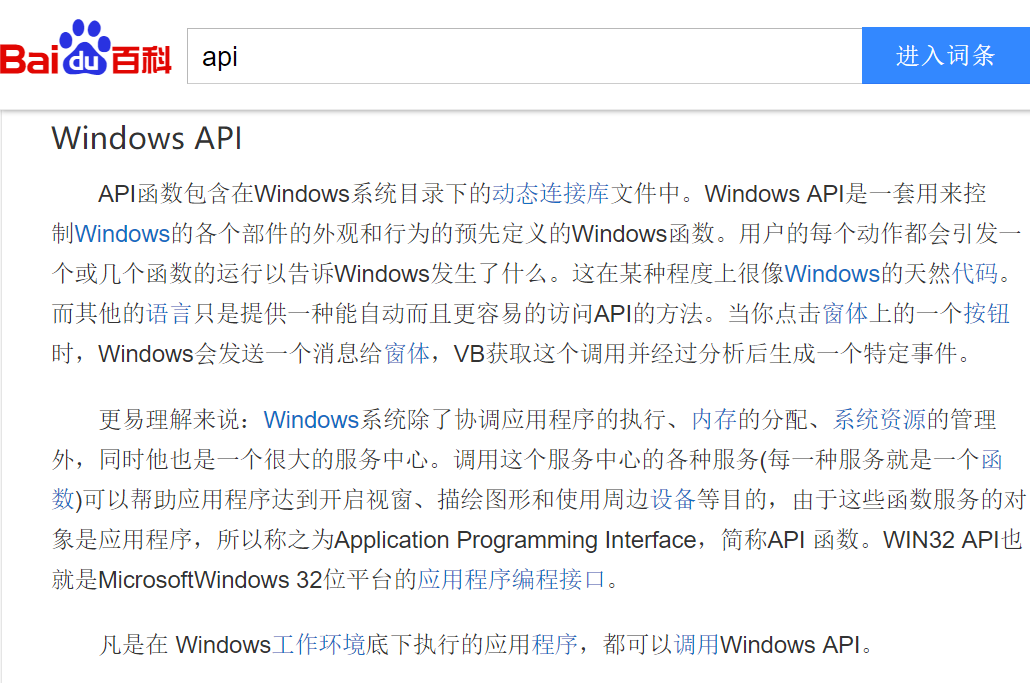 Bai du 百科
api
进入词条
Windows API
API函数包含在Windows系统目录下的动态连接库文件中。Windows API是一套用来控
制Windows的各个部件的外观和行为的预先定义的Windows函数。用户的每个动作都会引发一
个或几个函数的运行以告诉Windows发生了什么。这在某种程度上很像Windows的天然代码。
而其他的语言只是提供一种能自动而且更容易的访问API的方法。当你点击窗体上的一个按钮
时，Windows会发送一个消息给窗体，VB获取这个调用并经过分析后生成一个特定事件。
更易理解来说：Windows系统除了协调应用程序的执行、内存的分配、系统资源的管理
外，同时他也是一个很大的服务中心。调用这个服务中心的各种服务(每一种服务就是一个函
数)可以帮助应用程序达到开启视窗、描绘图形和使用周边设备等目的，由于这些函数服务的对
象是应用程序，所以称之为Application Programming Interface，简称API 函数。WIN32 API也
就是MicrosoftWindows 32位平台的应用程序编程接口。
凡是在 Windows工作环境底下执行的应用程序，都可以调用Windows API。